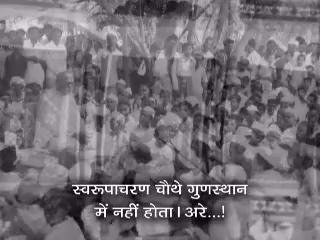 स्वरूपाचरण चौथे गुणस्थान
में नहीं होता। अरे...!